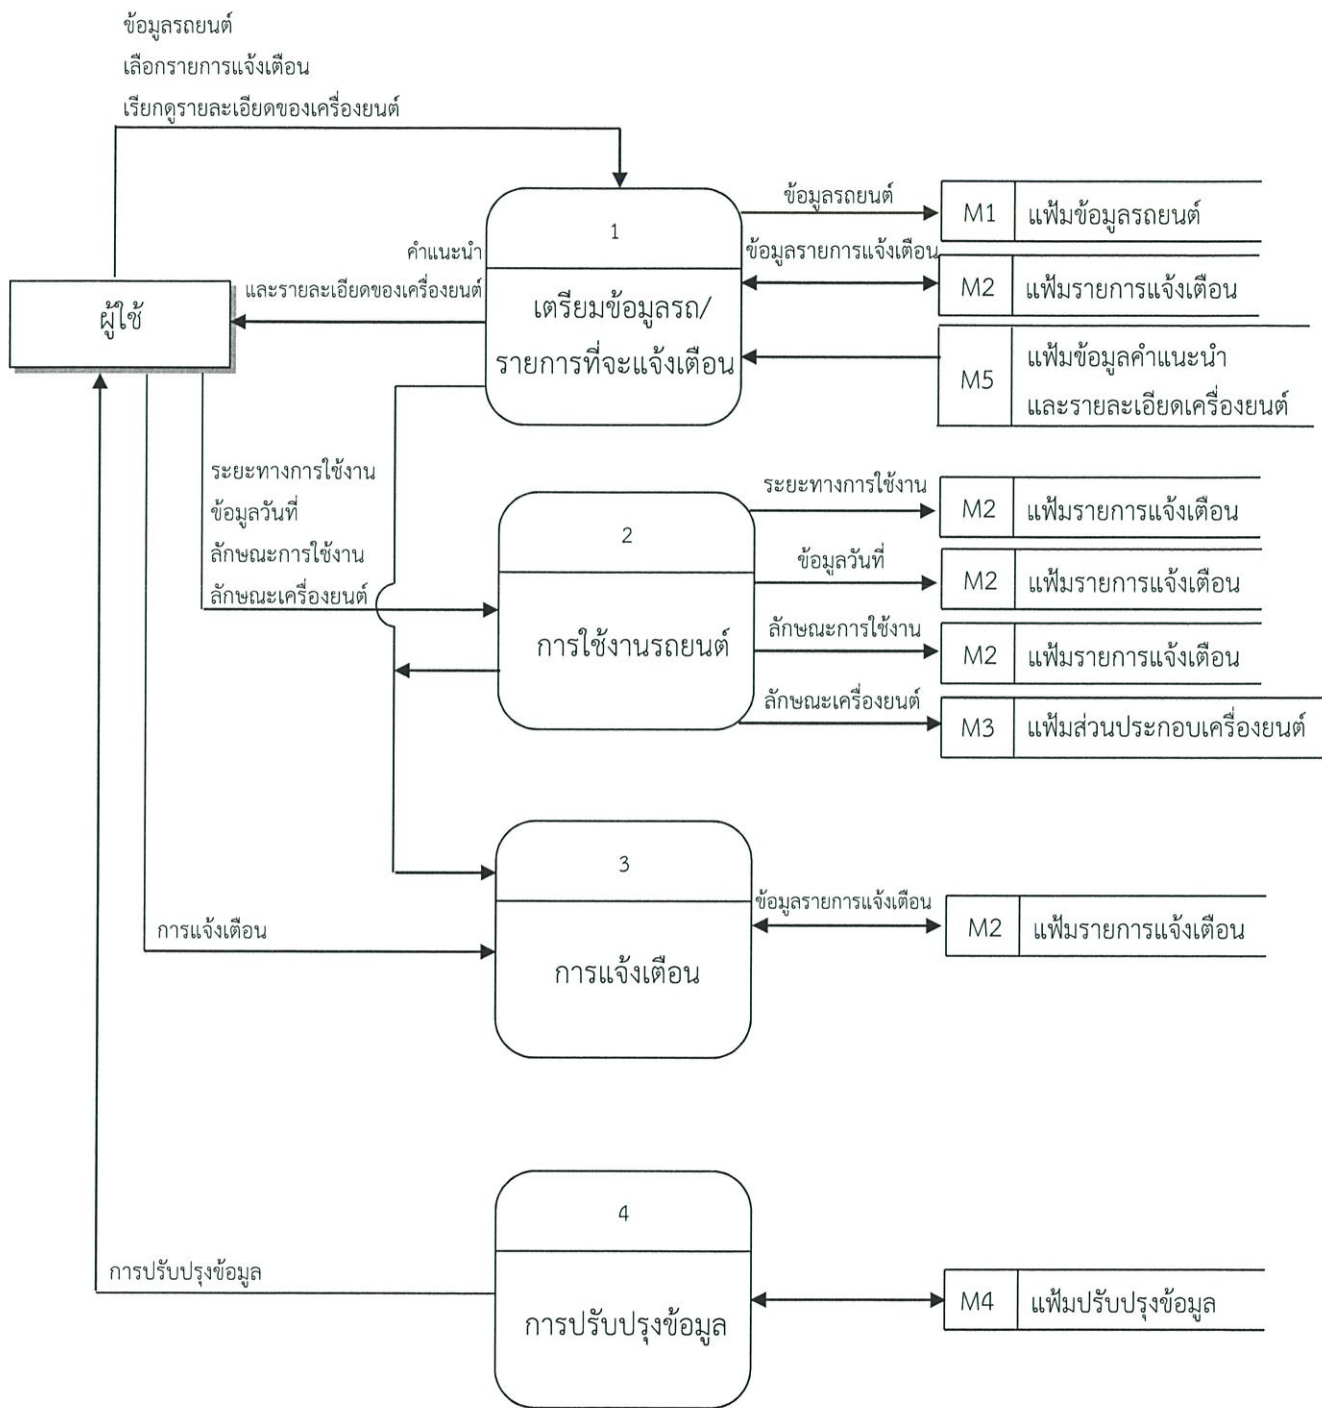 ข้อมูลรถยนต์
เลือกรายการแจ้งเตือน
เรียกดูรายละเอียดของเครื่องยนต์
ผู้ใช้
คำแนะนำ
และรายละเอียดของเครื่องยนต์
1
เตรียมข้อมูลรถ/
รายการที่จะแจ้งเตือน
ข้อมูลรถยนต์
M1 แฟ้มข้อมูลรถยนต์
ข้อมูลรายการแจ้งเตือน
M2 แฟ้มรายการแจ้งเตือน
M5
แฟ้มข้อมูลคำแนะนำ
และรายละเอียดเครื่องยนต์
ระยะทางการใช้งาน
ข้อมูลวันที่
ลักษณะการใช้งาน
ลักษณะเครื่องยนต์
2
การใช้งานรถยนต์
ระยะทางการใช้งาน
M2 แฟ้มรายการแจ้งเตือน
ข้อมูลวันที่
M2 แฟ้มรายการแจ้งเตือน
ลักษณะการใช้งาน
M2 แฟ้มรายการแจ้งเตือน
ลักษณะเครื่องยนต์
M3 แฟ้มส่วนประกอบเครื่องยนต์
การแจ้งเตือน
3
การแจ้งเตือน
ข้อมูลรายการแจ้งเตือน
M2 แฟ้มรายการแจ้งเตือน
การปรับปรุงข้อมูล
4
การปรับปรุงข้อมูล
M4 แฟ้มปรับปรุงข้อมูล